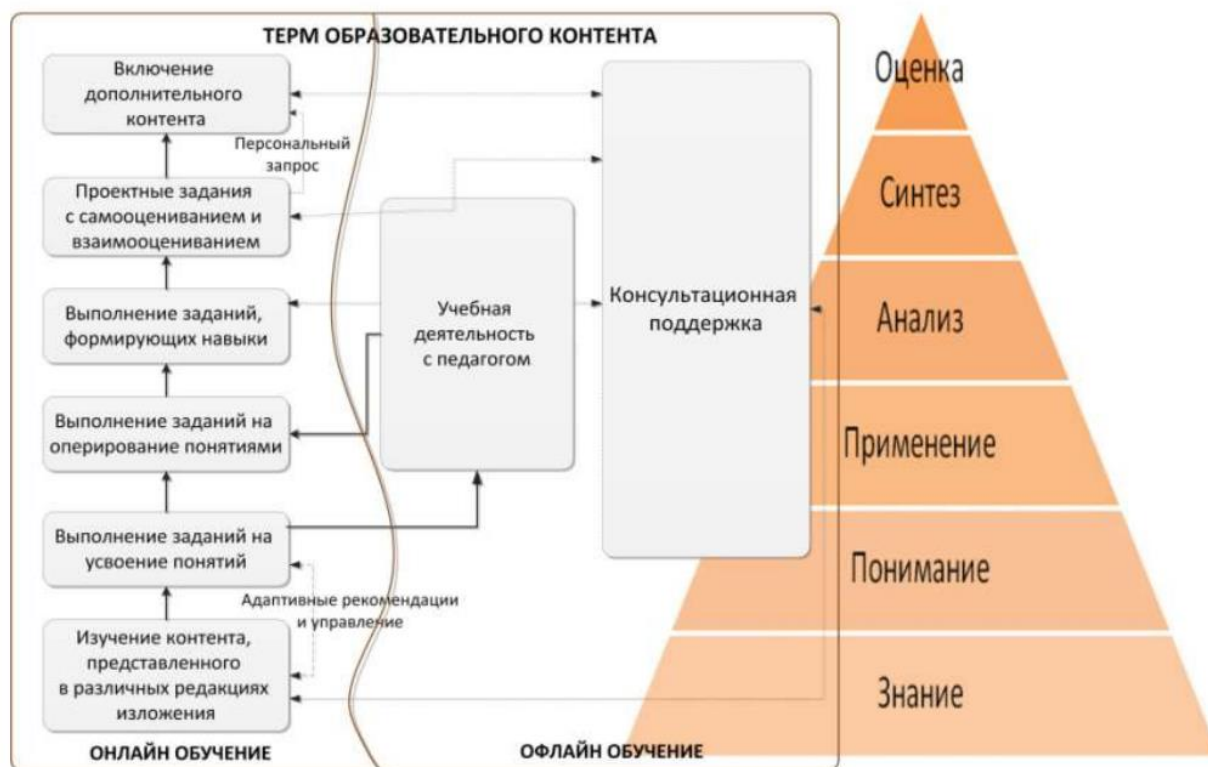 ТЕРМ ОБРАЗОВАТЕЛЬНОГО КОНТЕНТА
Включение
дополнительного
контента
Персональный
запрос
Проектные задания
с самооцениванием и
взаимооцениванием
Выполнение заданий,
формирующих навыки
Выполнение заданий на
оперирование понятиями
Выполнение заданий на
усвоение понятий
Адаптивные рекомендации
и управление
Изучение контента,
представленного
в различных редакциях
изложения
ОНЛАЙН ОБУЧЕНИЕ
Учебная
деятельность
с педагогом
Консультационная
поддержка
ОФЛАЙН ОБУЧЕНИЕ
Оценка
Синтез
Анализ
Применение
Понимание
Знание